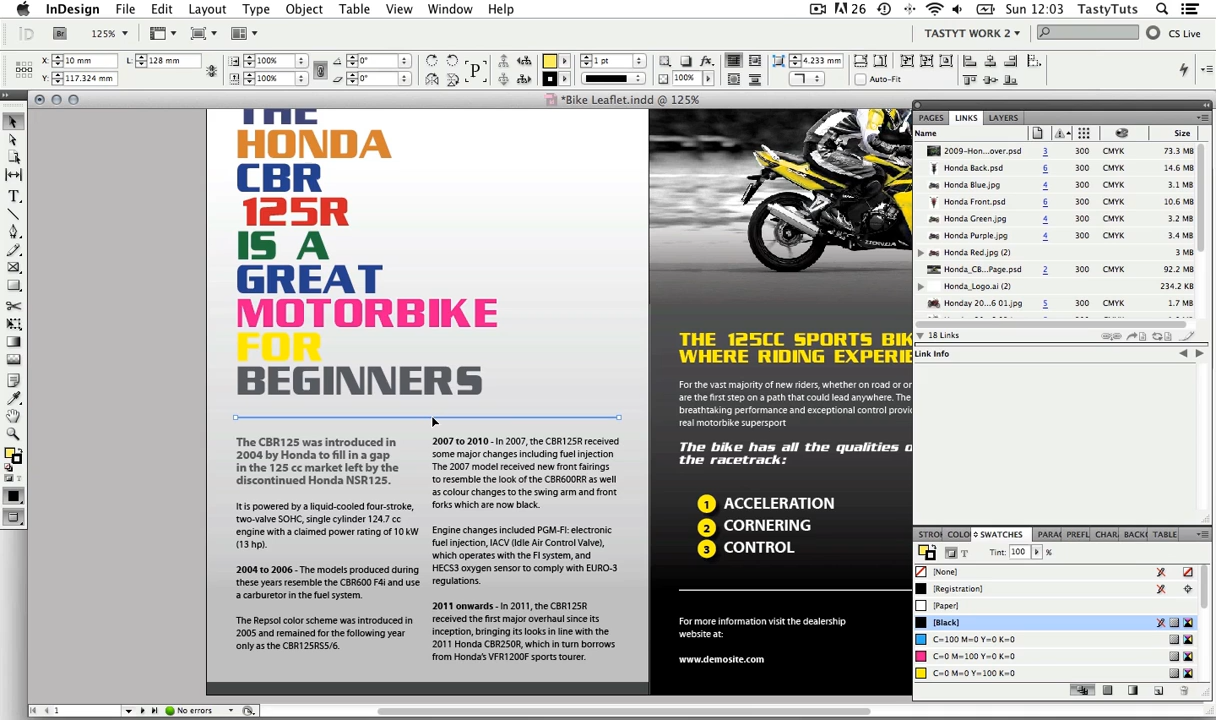 InDesign File Edit Layout Type Object Table View Window Help
26 Sun 12:03 TastyTuts
Br 125% TASTYT WORK 2 CS Live
X: 10 mm L: 128 mm 100% 0° 1 pt 4.233 mm
Y: 117.324 mm 100% 0° P fx. 100% Auto-Fit
*Bike Leaflet.indd @ 125%
THE
HONDA
CBR
125R
IS A
GREAT
MOTORBIKE
FOR
BEGINNERS
The CBR125 was introduced in
2004 by Honda to fill in a gap
in the 125 cc market left by the
discontinued Honda NSR125.
It is powered by a liquid-cooled four-stroke,
two-valve SOHC, single cylinder 124.7 cc
engine with a claimed power rating of 10 kW
(13 hp).
2004 to 2006 - The models produced during
these years resemble the CBR600 F4i and use
a carburetor in the fuel system.
The Repsol color scheme was introduced in
2005 and remained for the following year
only as the CBR125RS5/6.
2007 to 2010 - In 2007, the CBR125R received
some major changes including fuel injection
The 2007 model received new front fairings
to resemble the look of the CBR600RR as well
as colour changes to the swing arm and front
forks which are now black.
Engine changes included PGM-FI: electronic
fuel injection, IACV (Idle Air Control Valve),
which operates with the FI system, and
HECS3 oxygen sensor to comply with EURO-3
regulations.
2011 onwards - In 2011, the CBR125R
received the first major overhaul since its
inception, bringing its looks in line with the
2011 Honda CBR250R, which in turn borrows
from Honda's VFR1200F sports tourer.
HONDA
THE 125CC SPORTS BIK
WHERE RIDING EXPERIE
For the vast majority of new riders, whether on road or or
are the first step on a path that could lead anywhere. The
breathtaking performance and exceptional control provid
real motorbike supersport
The bike has all the qualities o
the racetrack:
1 ACCELERATION
2 CORNERING
3 CONTROL
For more information visit the dealership
website at:
www.demosite.com
PAGES LINKS LAYERS
Name Size
2009-Hon...over.psd 3 300 CMYK 73.3 MB
Honda Back.psd 6 300 CMYK 14.6 MB
Honda Blue.jpg 4 300 CMYK 3.1 MB
Honda Front.psd 6 300 CMYK 10.6 MB
Honda Green.jpg 4 300 CMYK 3.2 MB
Honda Purple.jpg 4 300 CMYK 3.4 MB
Honda Red.jpg (2) 3 MB
Honda_CB...Page.psd 2 300 CMYK 92.2 MB
Honda_Logo.ai (2) 234.2 KB
Honday 20...6 01.jpg 5 300 CMYK 1.7 MB
18 Links
Link Info
STRO COLO SWATCHES PARA PREFL CHAR BACK TABLE
T Tint: 100 %
[None]
[Registration]
[Paper]
[Black]
C=100 M=0 Y=0 K=0
C=0 M=100 Y=0 K=0
C=0 M=0 Y=100 K=0
1 No errors